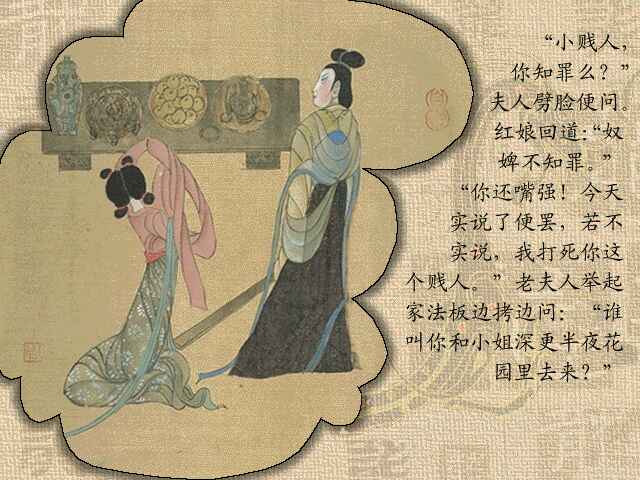 “小贱人，
你知罪么？”
夫人劈脸便问。
红娘回道：“奴
婢不知罪。”
“你还嘴强！今天
实说了便罢，若不
实说，我打死你这
个贱人。”老夫人举起
家法板边拷边问：“谁
叫你和小姐深更半夜花
园里去来？”